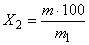 X₂ = m · 100 / m₁